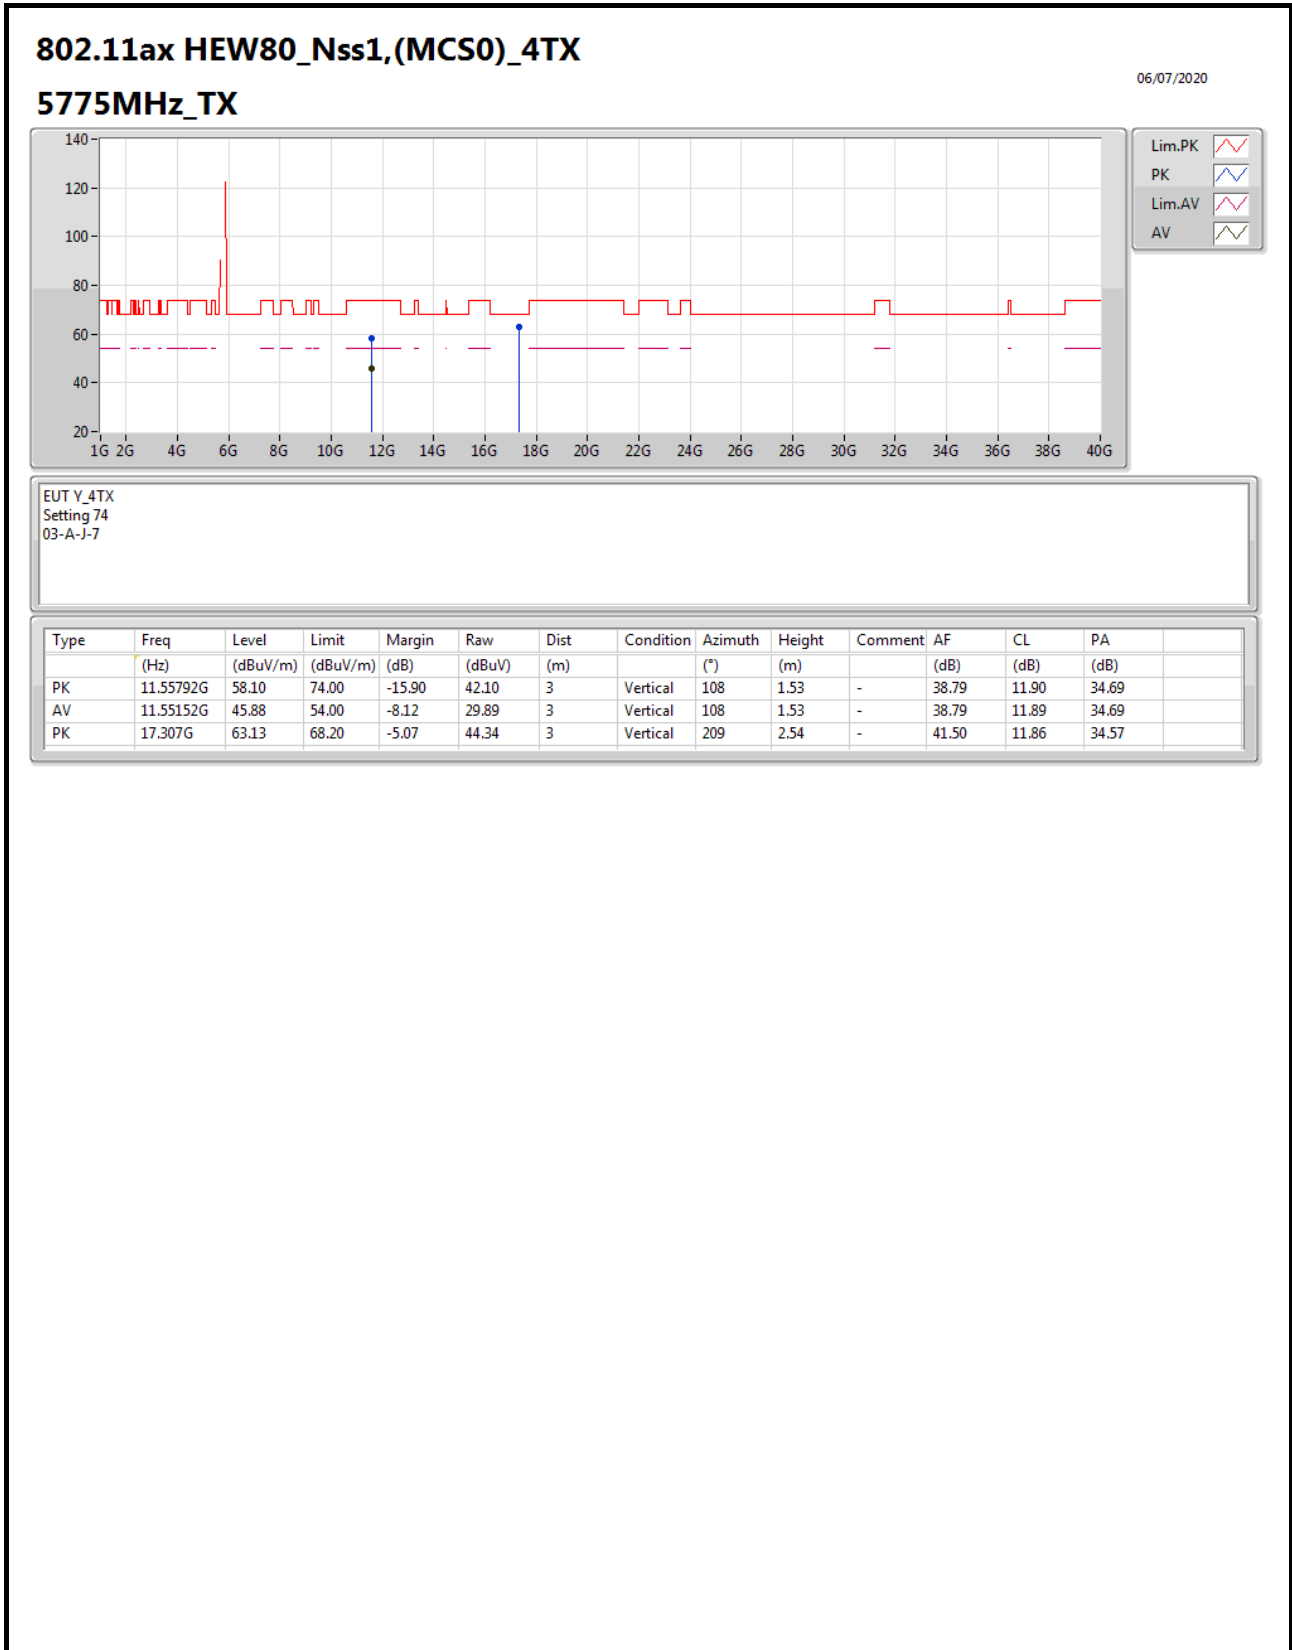 802.11ax HEW80_Nss1,(MCS0)_4TX
06/07/2020
5775MHz_TX
140
120
100
80
60
40
20
1G 2G 4G 6G 8G 10G 12G 14G 16G 18G 20G 22G 24G 26G 28G 30G 32G 34G 36G 38G 40G
Lim.PK
PK
Lim.AV
AV
EUT Y_4TX
Setting 74
03-A-J-7
Type Freq Level Limit Margin Raw Dist Condition Azimuth Height Comment AF CL PA
(Hz) (dBuV/m) (dBuV/m) (dB) (dBuV) (m) (°) (m) (dB) (dB) (dB)
PK 11.55792G 58.10 74.00 -15.90 42.10 3 Vertical 108 1.53 - 38.79 11.90 34.69
AV 11.55152G 45.88 54.00 -8.12 29.89 3 Vertical 108 1.53 - 38.79 11.89 34.69
PK 17.307G 63.13 68.20 -5.07 44.34 3 Vertical 209 2.54 - 41.50 11.86 34.57